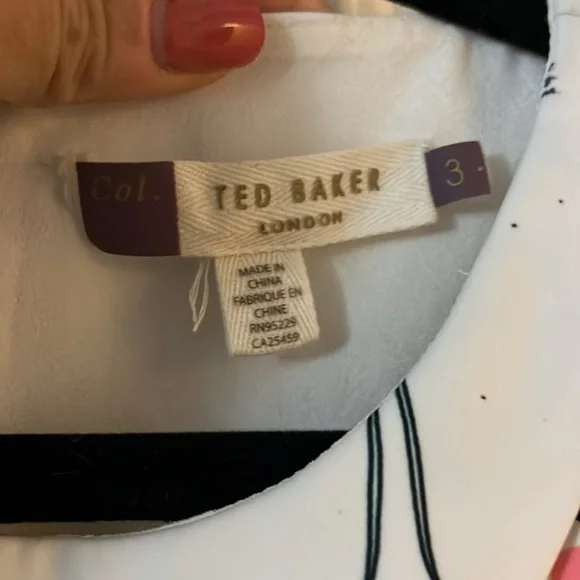 Col. TED BAKER 3
LONDON
MADE IN
CHINA
FABRIQUE EN
CHINE
RN95229
CA25459